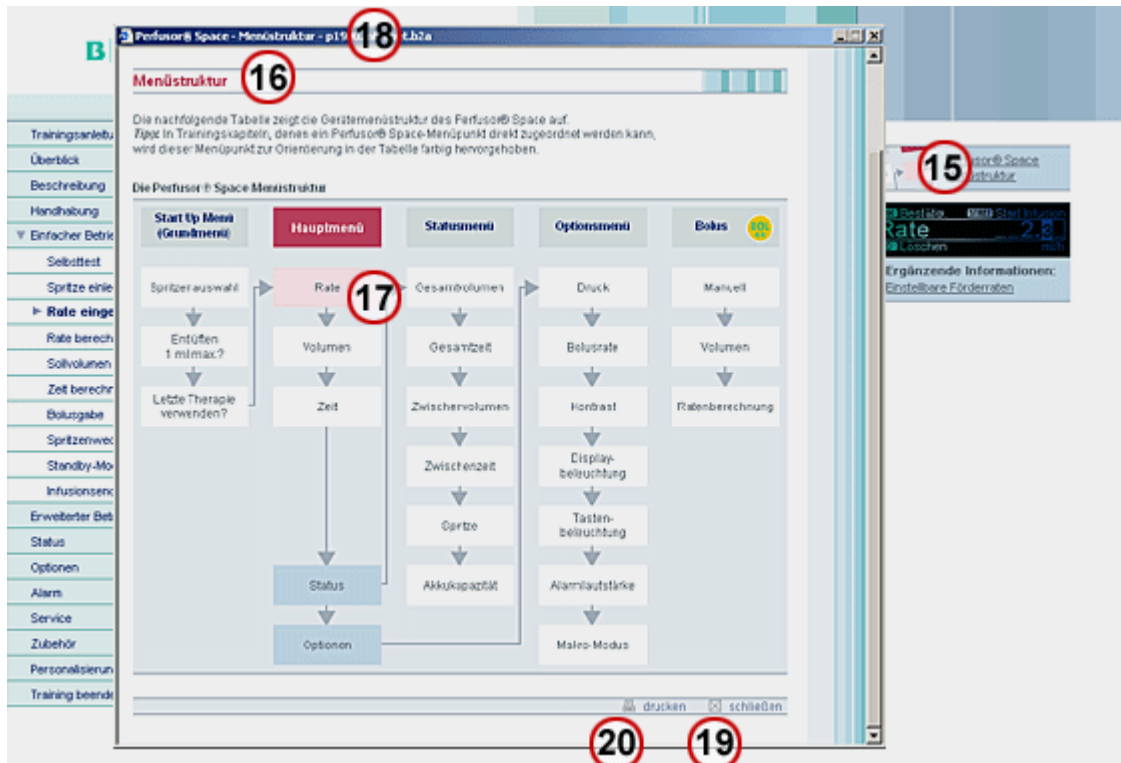 B
Perfusor® Space - Menüstruktur - p19
t.b2a
18
16
Menüstruktur
Die nachfolgende Tabelle zeigt die Gerätemenüstruktur des Perfusor® Space auf.
Tipp: In Trainingskapiteln, denen ein Perfusor® Space-Menüpunkt direkt zugeordnet werden kann,
wird dieser Menüpunkt zur Orientierung in der Tabelle farbig hervorgehoben.
Die Perfusor® Space Menüstruktur
Start Up Menü
(Grundmenü)
Hauptmenü
Statusmenü
Optionsmenü
Bolus
BOL
Spritzenauswahl
Rate
17
Gesamtvolumen
Druck
Manuell
Entlüften
1 ml max.?
Volumen
Gesamtzeit
Bolusrate
Volumen
Letzte Therapie
verwenden?
Zeit
Zwischenvolumen
Kontrast
Ratenberechnung
Zwischenzeit
Display-
beleuchtung
Spritze
Tasten-
beleuchtung
Status
Akkukapazität
Alarmlautstärke
Optionen
Makro-Modus
drucken
schließen
20
19
Trainingsanleitu
Überblick
Beschreibung
Handhabung
Einfacher Betrie
Selbsttest
Spritze einle
Rate einge
Rate berech
Sollvolumen
Zeit berechn
Bolusgabe
Spritzenwec
Standby-Mo
Infusionsend
Erweiterter Bet
Status
Optionen
Alarm
Service
Zubehör
Personalisierun
Training beende
15
usor® Space
struktur
Bestätig. Start Infusion
Rate 2.
Löschen ml/h
Ergänzende Informationen:
Einstellbare Förderraten